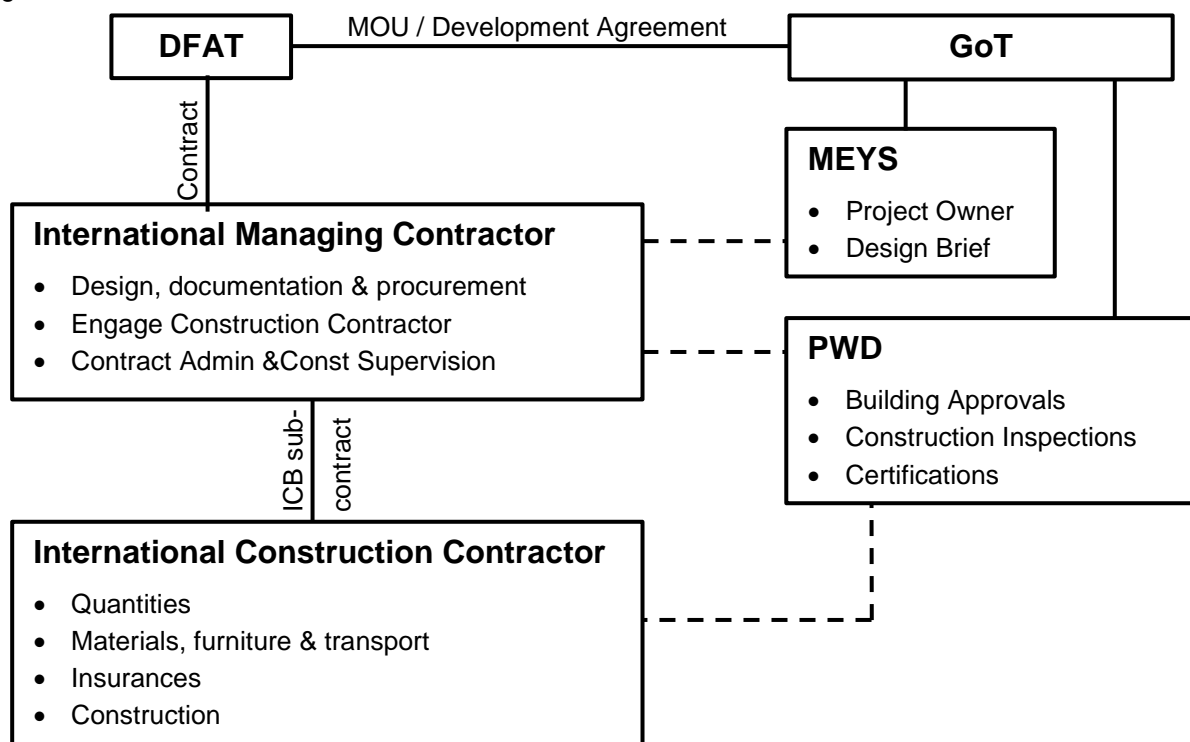 DFAT
MOU / Development Agreement
GoT
Contract
MEYS
• Project Owner
• Design Brief
International Managing Contractor
• Design, documentation & procurement
• Engage Construction Contractor
• Contract Admin &Const Supervision
PWD
• Building Approvals
• Construction Inspections
• Certifications
ICB sub-
contract
International Construction Contractor
• Quantities
• Materials, furniture & transport
• Insurances
• Construction